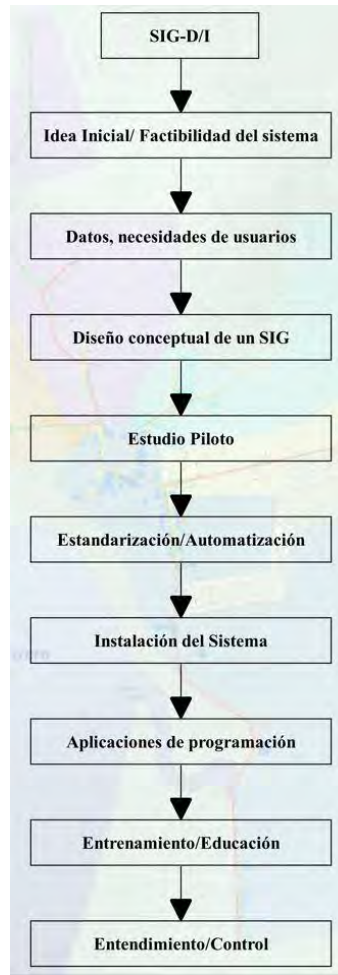 SIG-D/I
Idea Inicial/ Factibilidad del sistema
Datos, necesidades de usuarios
Diseño conceptual de un SIG
Estudio Piloto
Estandarización/Automatización
Instalación del Sistema
Aplicaciones de programación
Entrenamiento/Educación
Entendimiento/Control